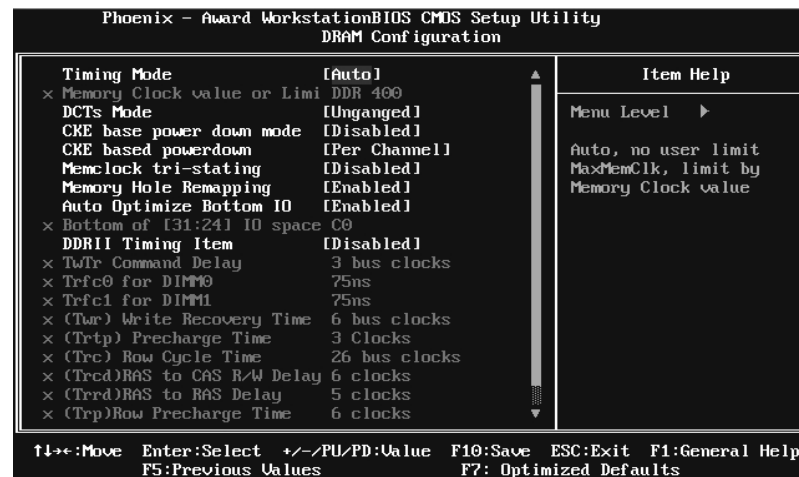 Phoenix - Award WorkstationBIOS CMOS Setup Utility
DRAM Configuration
Timing Mode [Auto]
x Memory Clock value or Limi DDR 400
DCTs Mode [Unganged]
CKE base power down mode [Disabled]
CKE based powerdown [Per Channel]
Memclock tri-stating [Disabled]
Memory Hole Remapping [Enabled]
Auto Optimize Bottom IO [Enabled]
x Bottom of [31:24] IO space C0
DDRII Timing Item [Disabled]
x TwTr Command Delay 3 bus clocks
x Trfc0 for DIMM0 75ns
x Trfc1 for DIMM1 75ns
x (Twr) Write Recovery Time 6 bus clocks
x (Trtp) Precharge Time 3 Clocks
x (Trc) Row Cycle Time 26 bus clocks
x (Trcd)RAS to CAS R/W Delay 6 clocks
x (Trrd)RAS to RAS Delay 5 clocks
x (Trp)Row Precharge Time 6 clocks
Item Help
Menu Level ▶
Auto, no user limit
MaxMemClk, limit by
Memory Clock value
↑↓→←:Move Enter:Select +/-/PU/PD:Value F10:Save ESC:Exit F1:General Help
F5:Previous Values F7: Optimized Defaults